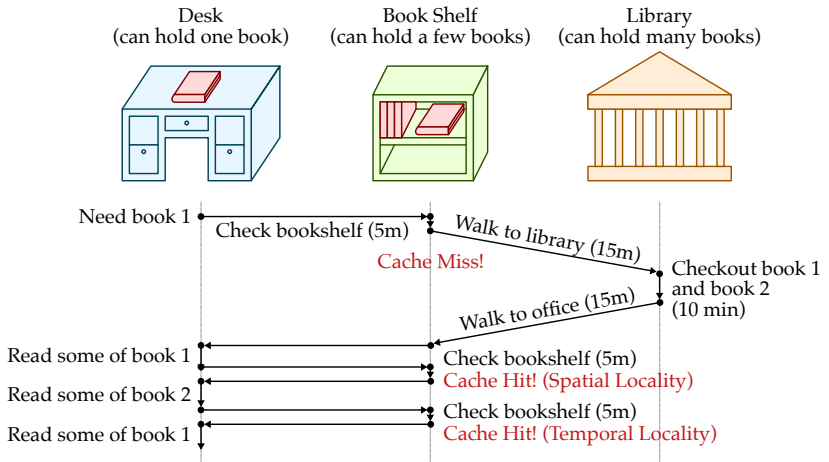 Desk
(can hold one book)
Book Shelf
(can hold a few books)
Library
(can hold many books)
Need book 1
Check bookshelf (5m)
Walk to library (15m)
Cache Miss!
Checkout book 1
and book 2
(10 min)
Walk to office (15m)
Read some of book 1
Check bookshelf (5m)
Cache Hit! (Spatial Locality)
Read some of book 2
Check bookshelf (5m)
Cache Hit! (Temporal Locality)
Read some of book 1